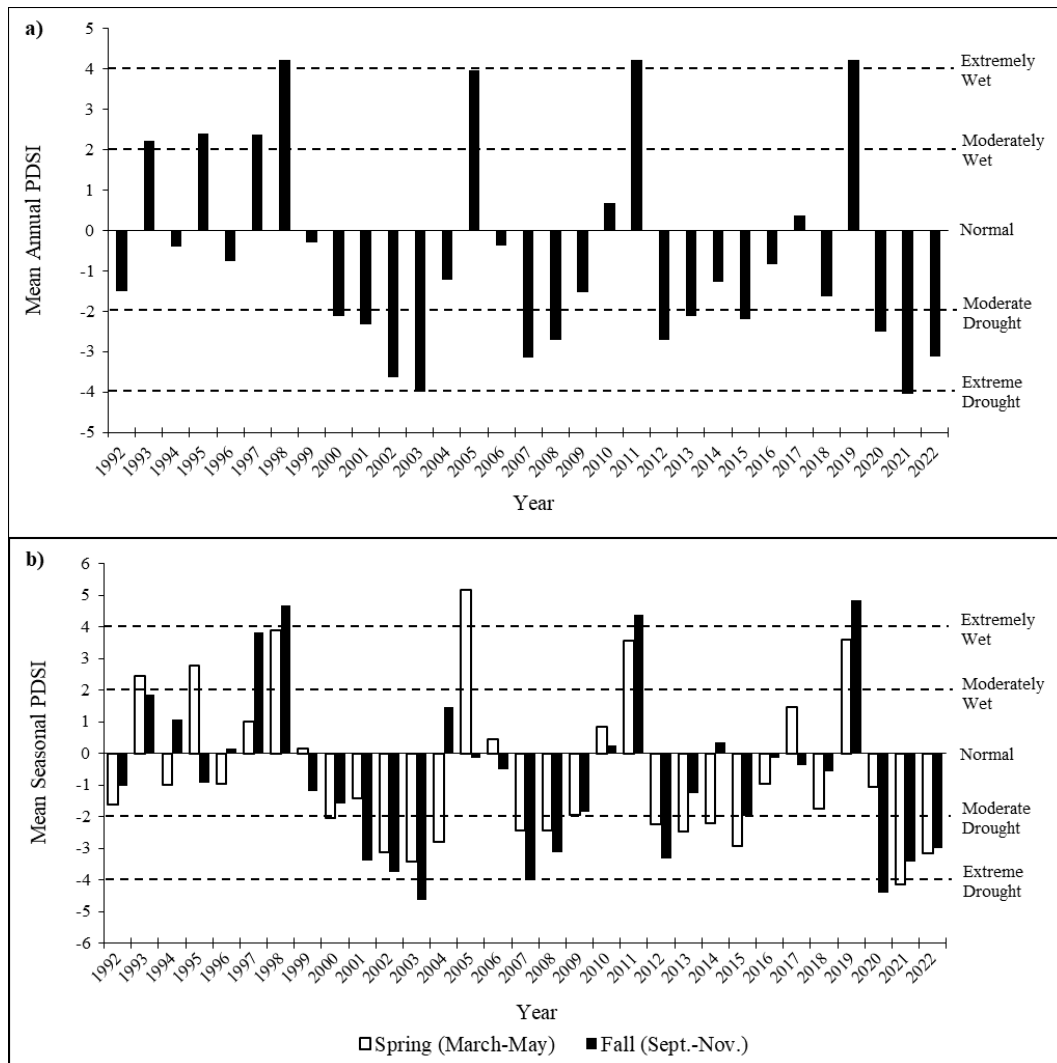 a)
5
4
3
2
1
0
-1
-2
-3
-4
-5
Mean Annual PDSI
Extremely
Wet
Moderately
Wet
Normal
Moderate
Drought
Extreme
Drought
1992 1993 1994 1995 1996 1997 1998 1999 2000 2001 2002 2003 2004 2005 2006 2007 2008 2009 2010 2011 2012 2013 2014 2015 2016 2017 2018 2019 2020 2021 2022
Year
b)
6
5
4
3
2
1
0
-1
-2
-3
-4
-5
-6
Mean Seasonal PDSI
Extremely
Wet
Moderately
Wet
Normal
Moderate
Drought
Extreme
Drought
1992 1993 1994 1995 1996 1997 1998 1999 2000 2001 2002 2003 2004 2005 2006 2007 2008 2009 2010 2011 2012 2013 2014 2015 2016 2017 2018 2019 2020 2021 2022
Year
Spring (March-May) Fall (Sept.-Nov.)